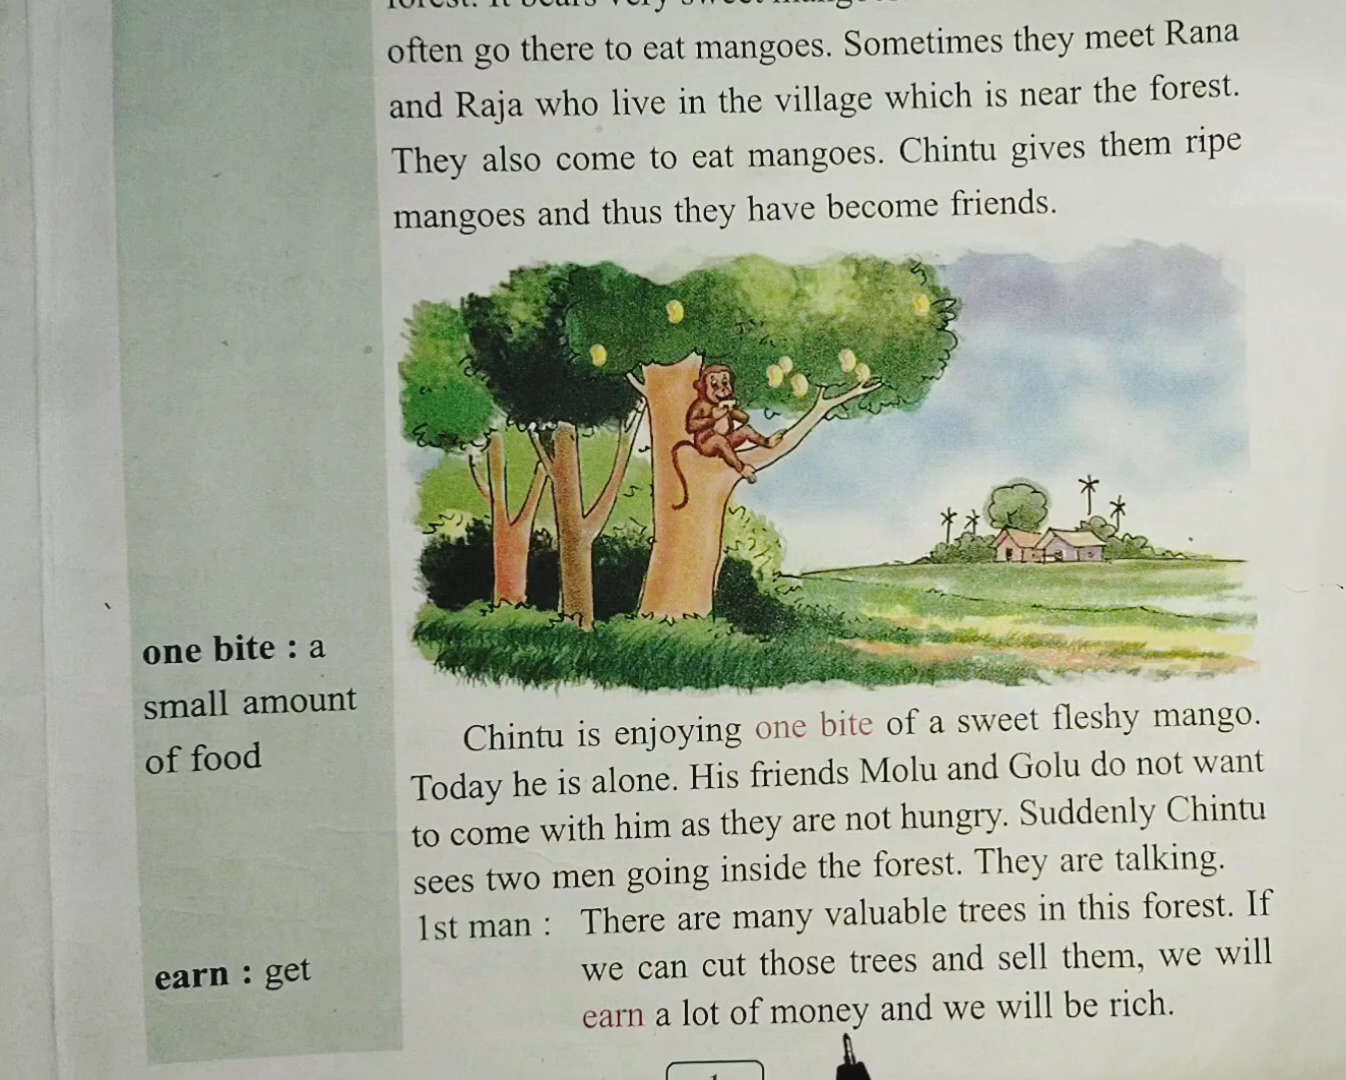 often go there to eat mangoes. Sometimes they meet Rana
and Raja who live in the village which is near the forest.
They also come to eat mangoes. Chintu gives them ripe
mangoes and thus they have become friends.
one bite : a
small amount
of food
Chintu is enjoying one bite of a sweet fleshy mango.
Today he is alone. His friends Molu and Golu do not want
to come with him as they are not hungry. Suddenly Chintu
sees two men going inside the forest. They are talking.
1st man : There are many valuable trees in this forest. If
we can cut those trees and sell them, we will
earn : get
earn a lot of money and we will be rich.